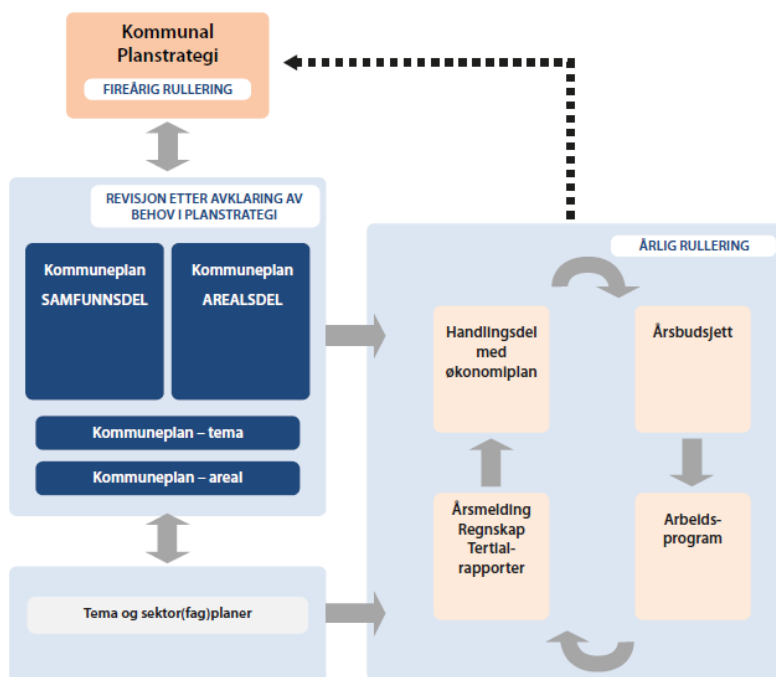 Kommunal
Planstrategi
FIREÅRIG RULLERING
REVISJON ETTER AVKLARING AV
BEHOV I PLANSTRATEGI
Kommuneplan
SAMFUNNSDEL
Kommuneplan
AREALSDEL
Kommuneplan – tema
Kommuneplan – areal
Tema og sektor(fag)planer
ÅRLIG RULLERING
Handlingsdel
med
økonomiplan
Årsbudsjett
Årsmelding
Regnskap
Tertial-
rapporter
Arbeids-
program